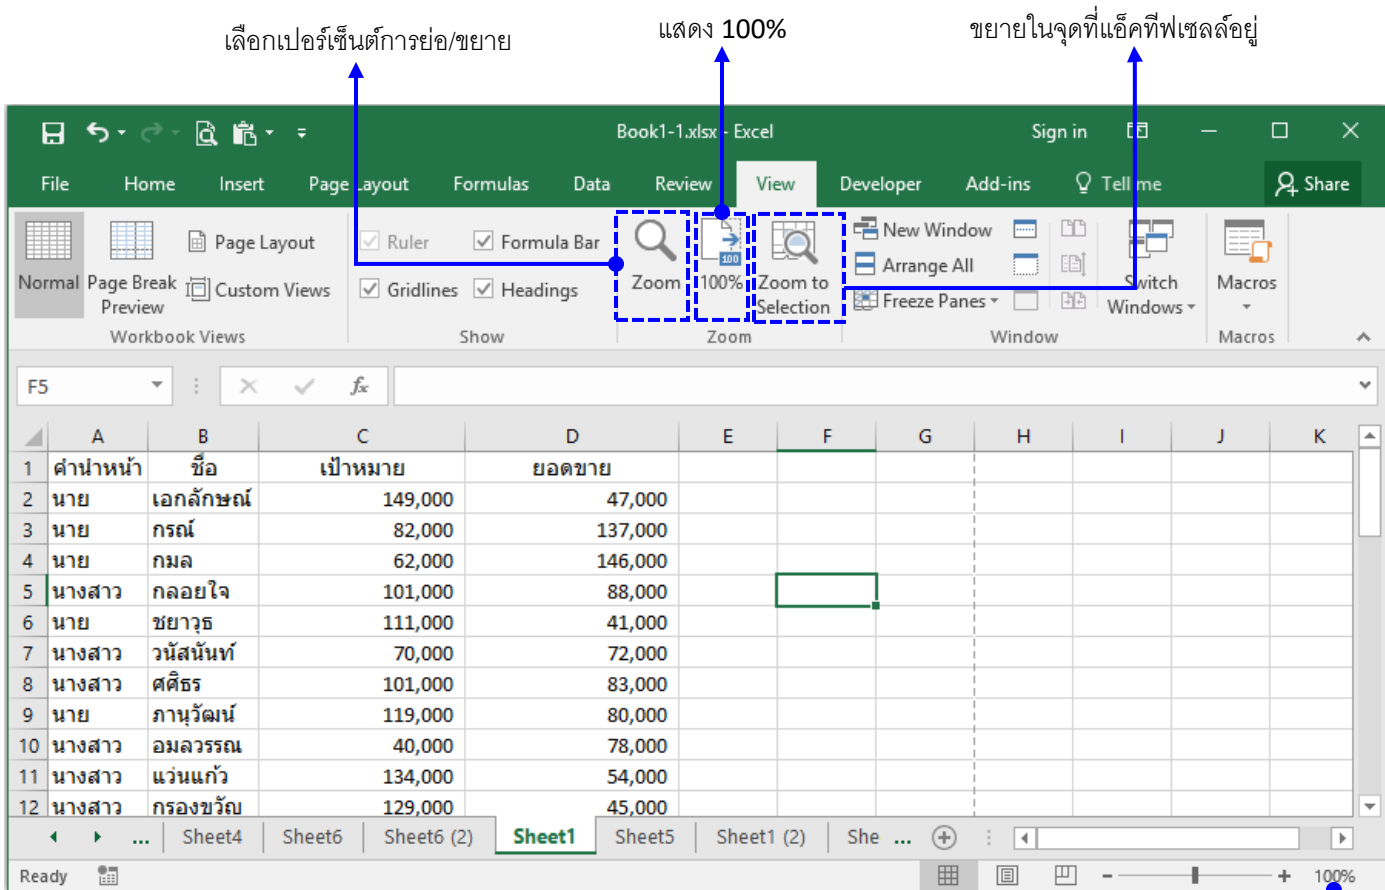 เลือกเปอร์เซ็นต์การย่อ/ขยาย
แสดง 100%
ขยายในจุดที่แอ็คทีฟเซลล์อยู่
Book1-1.xlsx - Excel
Sign in
File Home Insert Page Layout Formulas Data Review View Developer Add-ins Tell me Share
Normal
Page Break Preview
Page Layout
Custom Views
Workbook Views
Ruler
Formula Bar
Gridlines
Headings
Show
Zoom
100
100%
Zoom to Selection
Zoom
New Window
Arrange All
Freeze Panes
Switch Windows
Window
Macros
Macros
F5
fx
A B C D E F G H I J K
1 คำนำหน้า ชื่อ เป้าหมาย ยอดขาย
2 นาย เอกลักษณ์ 149,000 47,000
3 นาย กรณ์ 82,000 137,000
4 นาย กมล 62,000 146,000
5 นางสาว กลอยใจ 101,000 88,000
6 นาย ชยาวุธ 111,000 41,000
7 นางสาว วนัสนันท์ 70,000 72,000
8 นางสาว ศศิธร 101,000 83,000
9 นาย ภานุวัฒน์ 119,000 80,000
10 นางสาว อมลวรรณ 40,000 78,000
11 นางสาว แว่นแก้ว 134,000 54,000
12 นางสาว กรองขวัญ 129,000 45,000
... Sheet4 Sheet6 Sheet6 (2) Sheet1 Sheet5 Sheet1 (2) She ...
Ready
100%